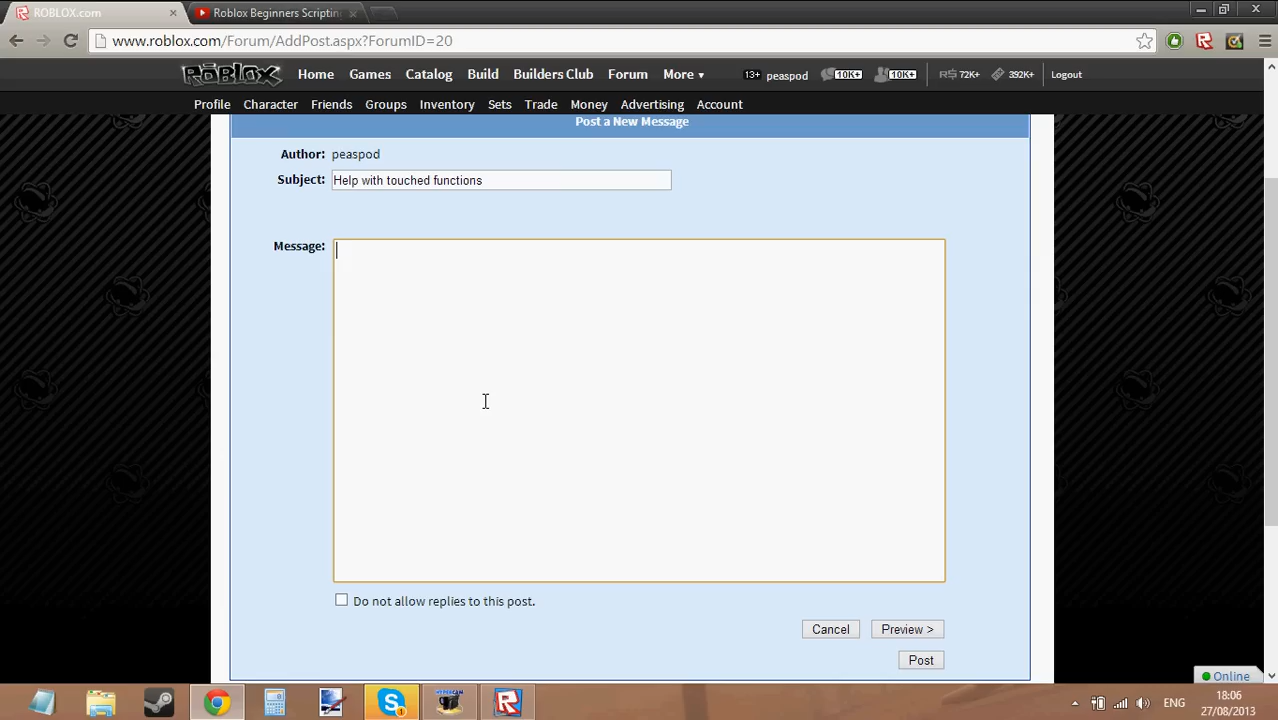 ROBLOX.com
Roblox Beginners Scripting
www.roblox.com/Forum/AddPost.aspx?ForumID=20
ROBLOX Home Games Catalog Build Builders Club Forum More 13+ peaspod 10K+ 10K+ R$ 72K+ 392K+ Logout
Profile Character Friends Groups Inventory Sets Trade Money Advertising Account
Post a New Message
Author: peaspod
Subject: Help with touched functions
Message:
Do not allow replies to this post.
Cancel Preview >
Post
Online
ENG
18:06
27/08/2013